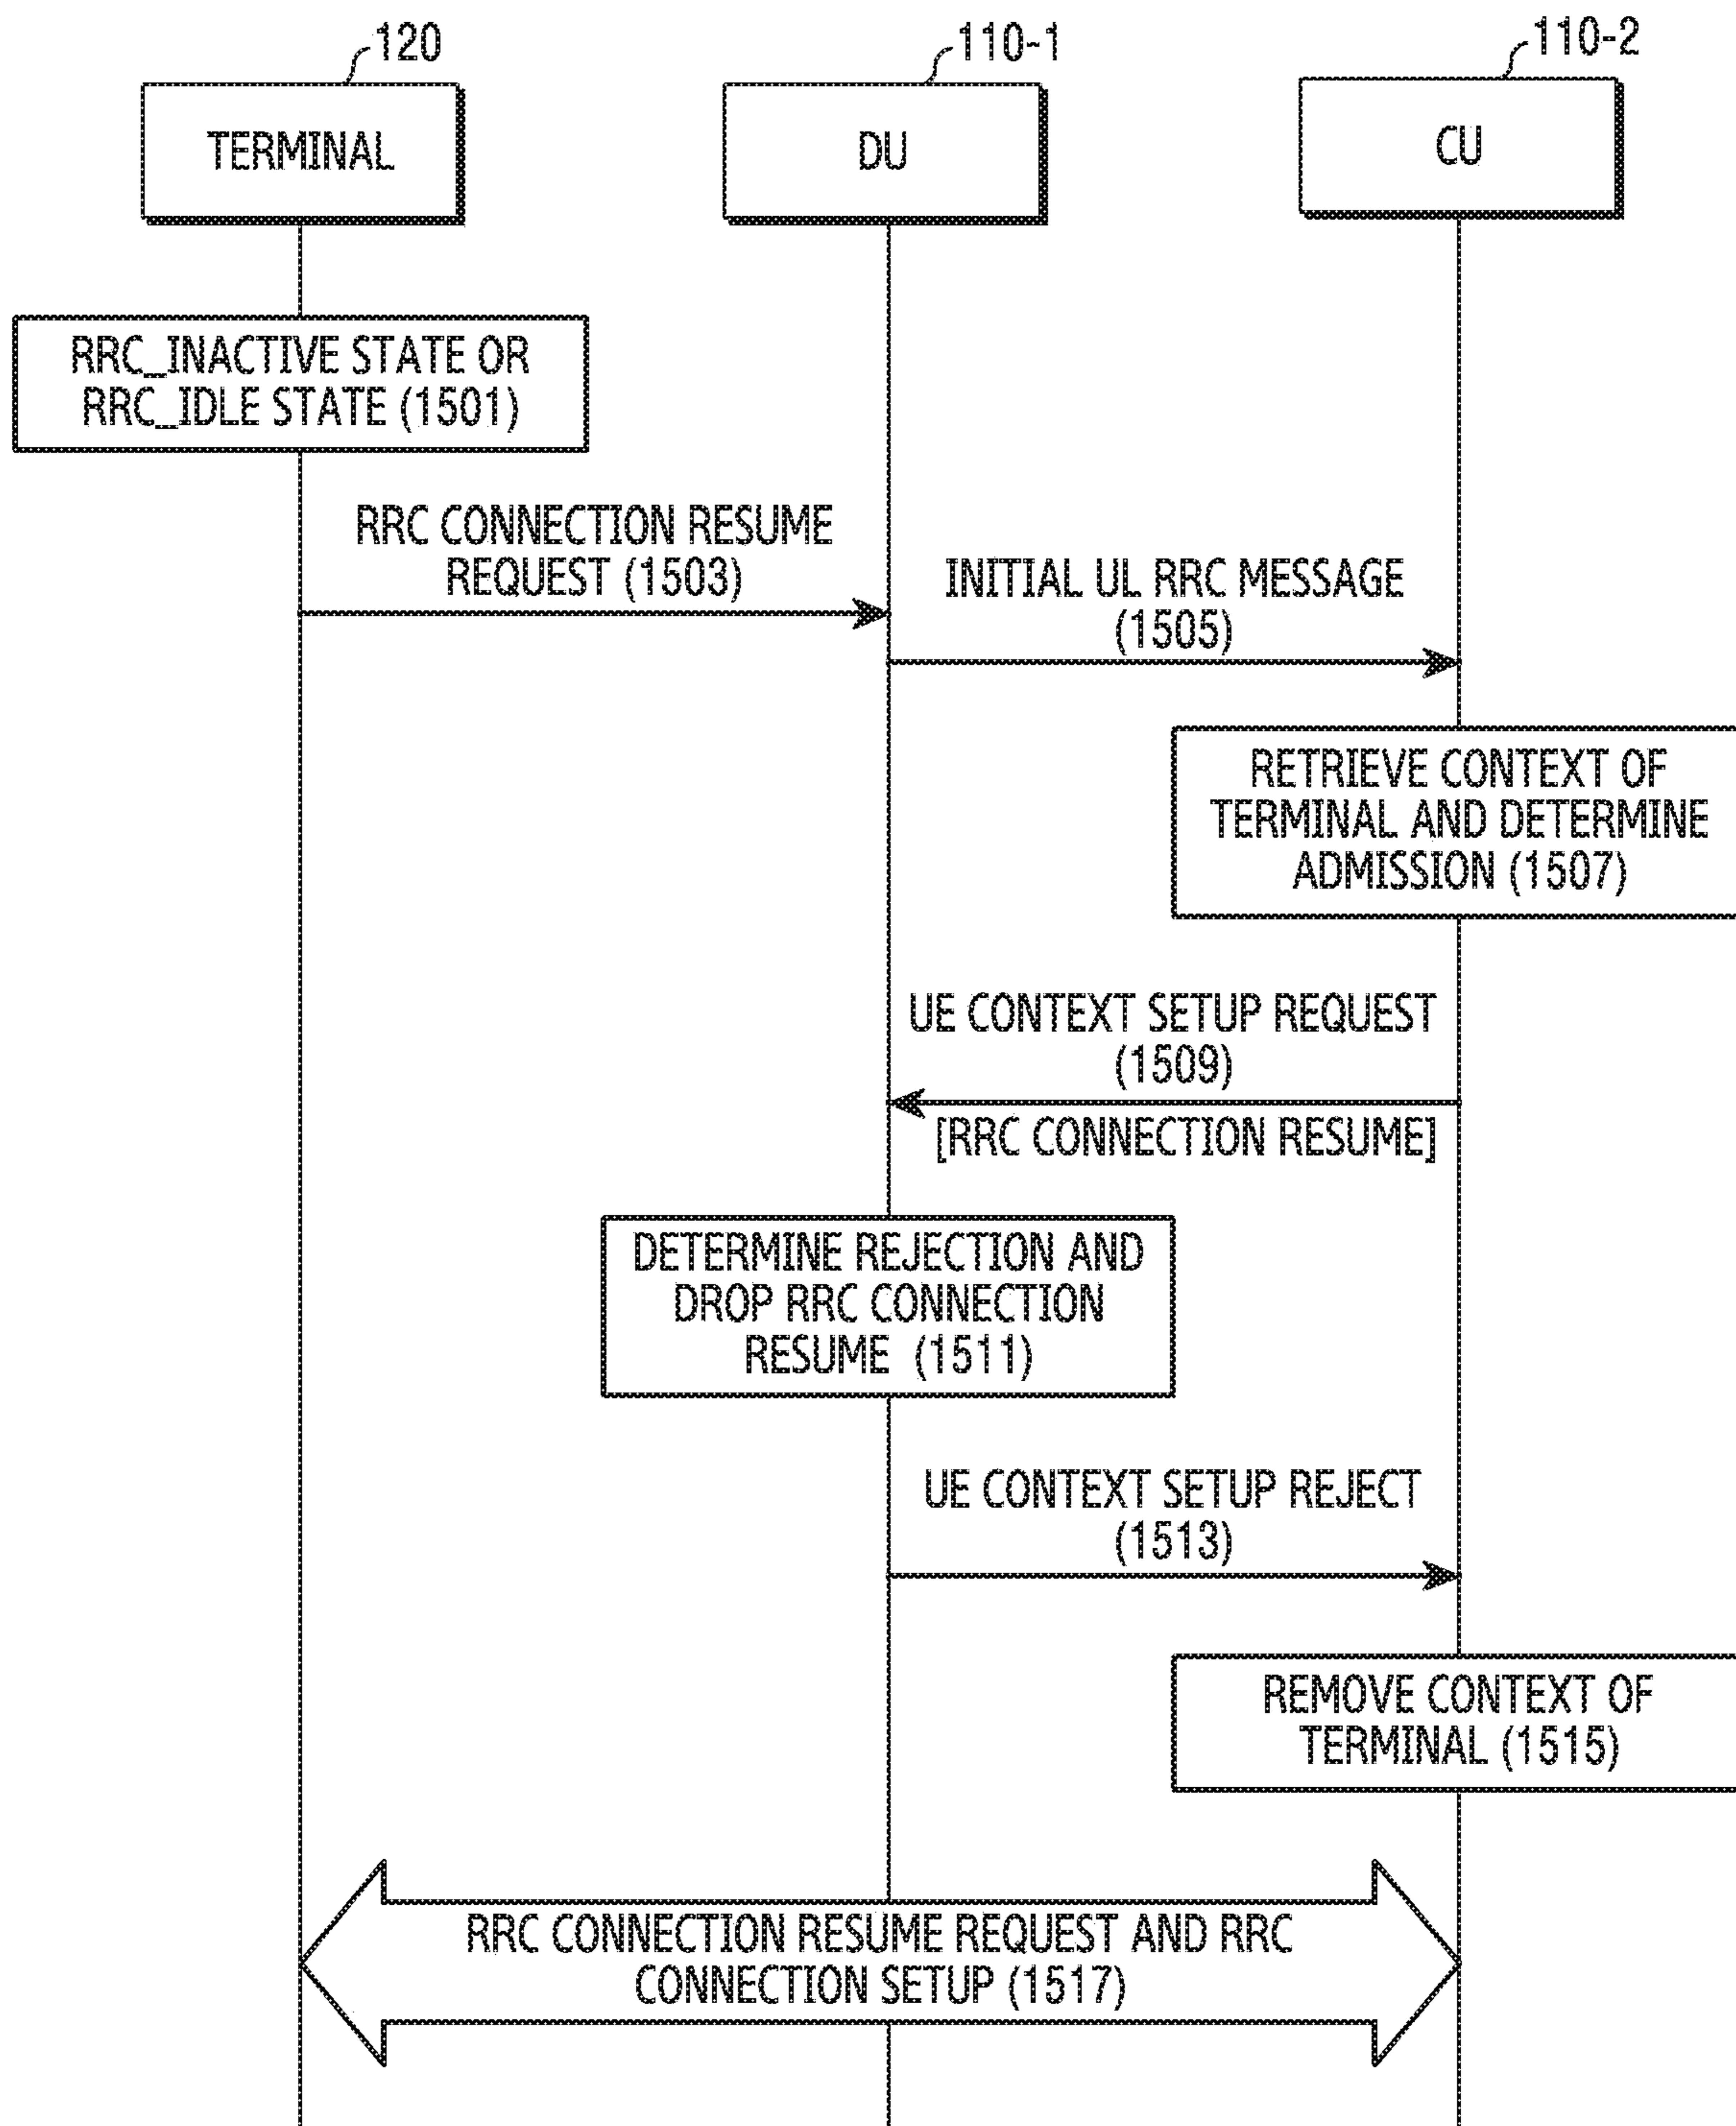 120
110-1
110-2
TERMINAL
DU
CU
RRC_INACTIVE STATE OR
RRC_IDLE STATE (1501)
RRC CONNECTION RESUME
REQUEST (1503)
INITIAL UL RRC MESSAGE
(1505)
RETRIEVE CONTEXT OF
TERMINAL AND DETERMINE
ADMISSION (1507)
UE CONTEXT SETUP REQUEST
(1509)
[RRC CONNECTION RESUME]
DETERMINE REJECTION AND
DROP RRC CONNECTION
RESUME (1511)
UE CONTEXT SETUP REJECT
(1513)
REMOVE CONTEXT OF
TERMINAL (1515)
RRC CONNECTION RESUME REQUEST AND RRC
CONNECTION SETUP (1517)